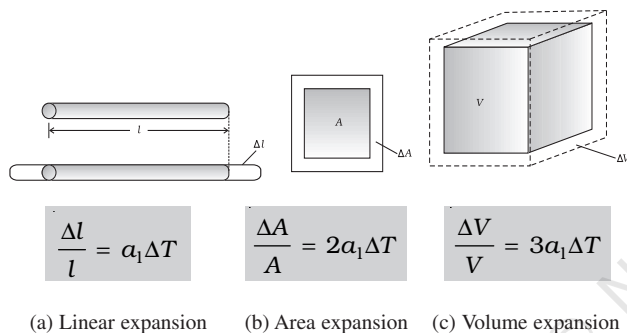 l
Δl
A
ΔA
V
ΔV
Δl/l = a₁ΔT
ΔA/A = 2a₁ΔT
ΔV/V = 3a₁ΔT
(a) Linear expansion (b) Area expansion (c) Volume expansion